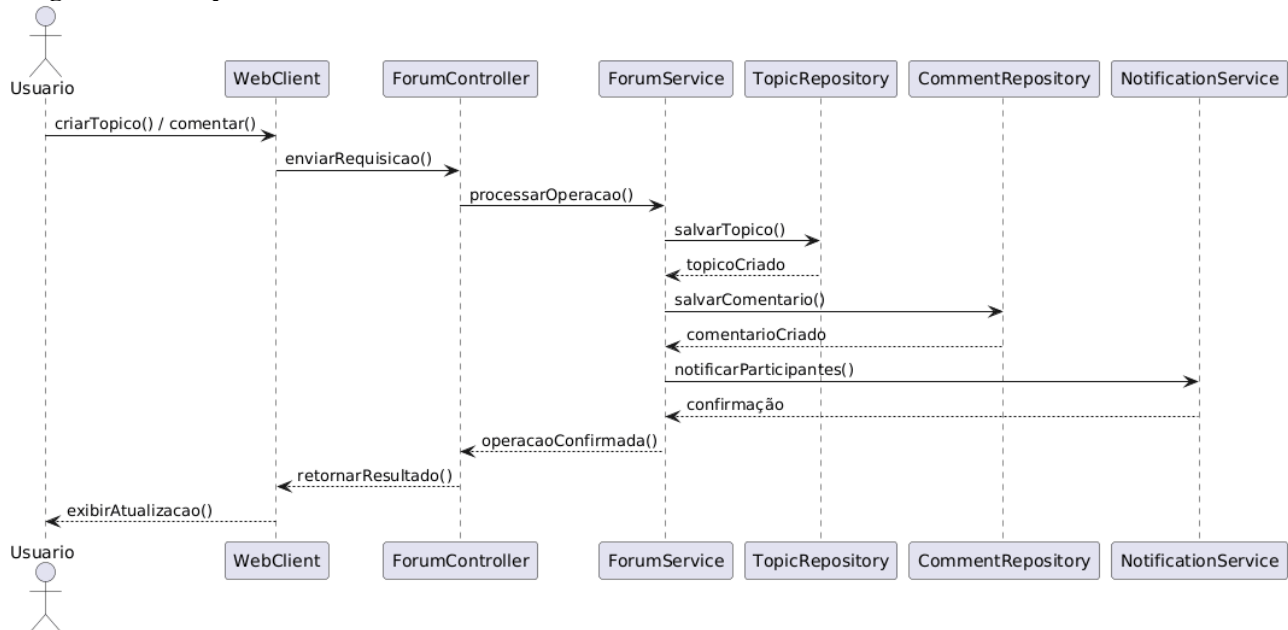 Usuario
WebClient
ForumController
ForumService
TopicRepository
CommentRepository
NotificationService
criarTopico() / comentar()
enviarRequisicao()
processarOperacao()
salvarTopico()
topicoCriado
salvarComentario()
comentarioCriado
notificarParticipantes()
confirmação
operacaoConfirmada()
retornarResultado()
exibirAtualizacao()
Usuario
WebClient
ForumController
ForumService
TopicRepository
CommentRepository
NotificationService